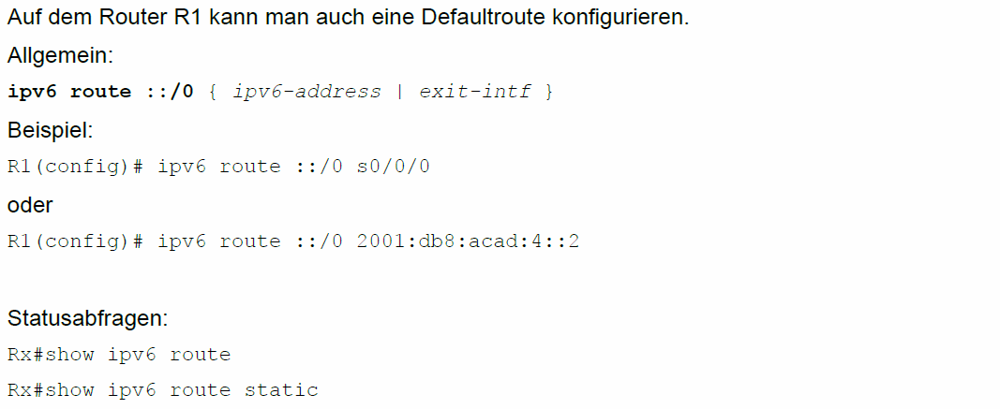 Auf dem Router R1 kann man auch eine Defaultroute konfigurieren.
Allgemein:
ipv6 route ::/0 { ipv6-address | exit-intf }
Beispiel:
R1(config)# ipv6 route ::/0 s0/0/0
oder
R1(config)# ipv6 route ::/0 2001:db8:acad:4::2
Statusabfragen:
Rx#show ipv6 route
Rx#show ipv6 route static